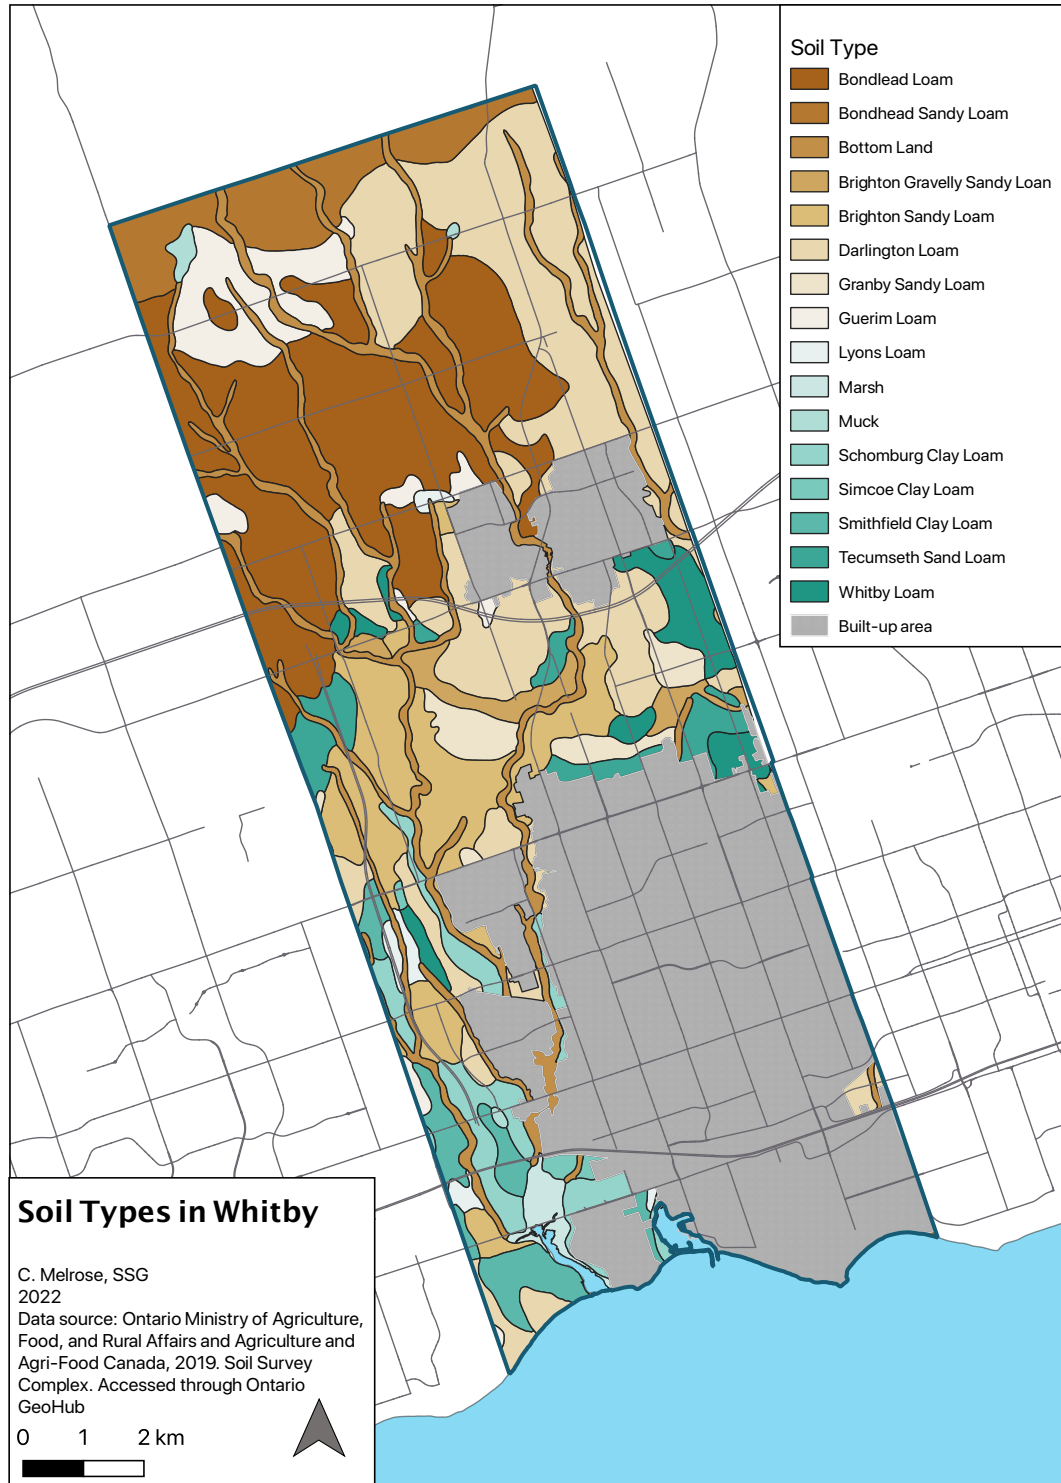 Soil Type
Bondlead Loam
Bondhead Sandy Loam
Bottom Land
Brighton Gravelly Sandy Loan
Brighton Sandy Loam
Darlington Loam
Granby Sandy Loam
Guerim Loam
Lyons Loam
Marsh
Muck
Schomburg Clay Loam
Simcoe Clay Loam
Smithfield Clay Loam
Tecumseth Sand Loam
Whitby Loam
Built-up area
Soil Types in Whitby
C. Melrose, SSG
2022
Data source: Ontario Ministry of Agriculture,
Food, and Rural Affairs and Agriculture and
Agri-Food Canada, 2019. Soil Survey
Complex. Accessed through Ontario
GeoHub
0 1 2 km